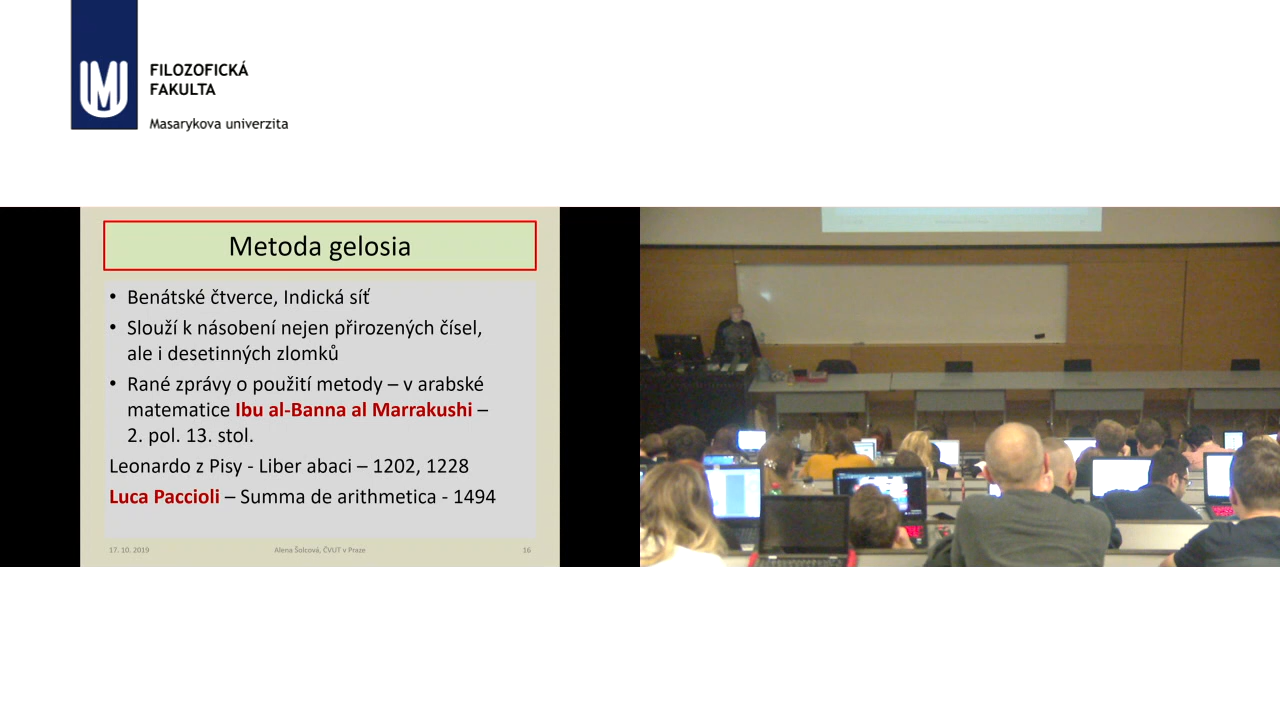 FILOZOFICKÁ
FAKULTA
Masarykova univerzita
Metoda gelosia
• Benátské čtverce, Indická síť
• Slouží k násobení nejen přirozených čísel,
ale i desetinných zlomků
• Rané zprávy o použití metody – v arabské
matematice Ibu al-Banna al Marrakushi –
2. pol. 13. stol.
Leonardo z Pisy - Liber abaci – 1202, 1228
Luca Paccioli – Summa de arithmetica - 1494
17. 10. 2019
Alena Šolcová, ČVUT v Praze
16